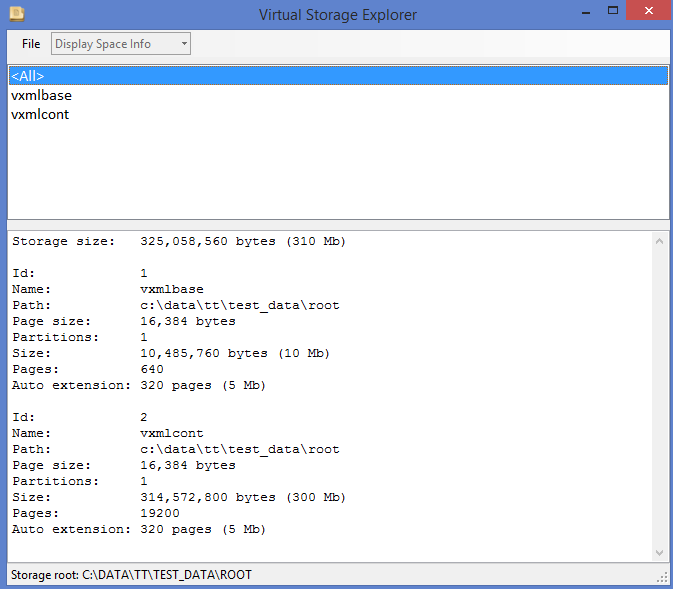 Virtual Storage Explorer
File Display Space Info
<All>
vxmlbase
vxmlcont
Storage size: 325,058,560 bytes (310 Mb)
Id: 1
Name: vxmlbase
Path: c:\data\tt\test_data\root
Page size: 16,384 bytes
Partitions: 1
Size: 10,485,760 bytes (10 Mb)
Pages: 640
Auto extension: 320 pages (5 Mb)
Id: 2
Name: vxmlcont
Path: c:\data\tt\test_data\root
Page size: 16,384 bytes
Partitions: 1
Size: 314,572,800 bytes (300 Mb)
Pages: 19200
Auto extension: 320 pages (5 Mb)
Storage root: C:\DATA\TT\TEST_DATA\ROOT